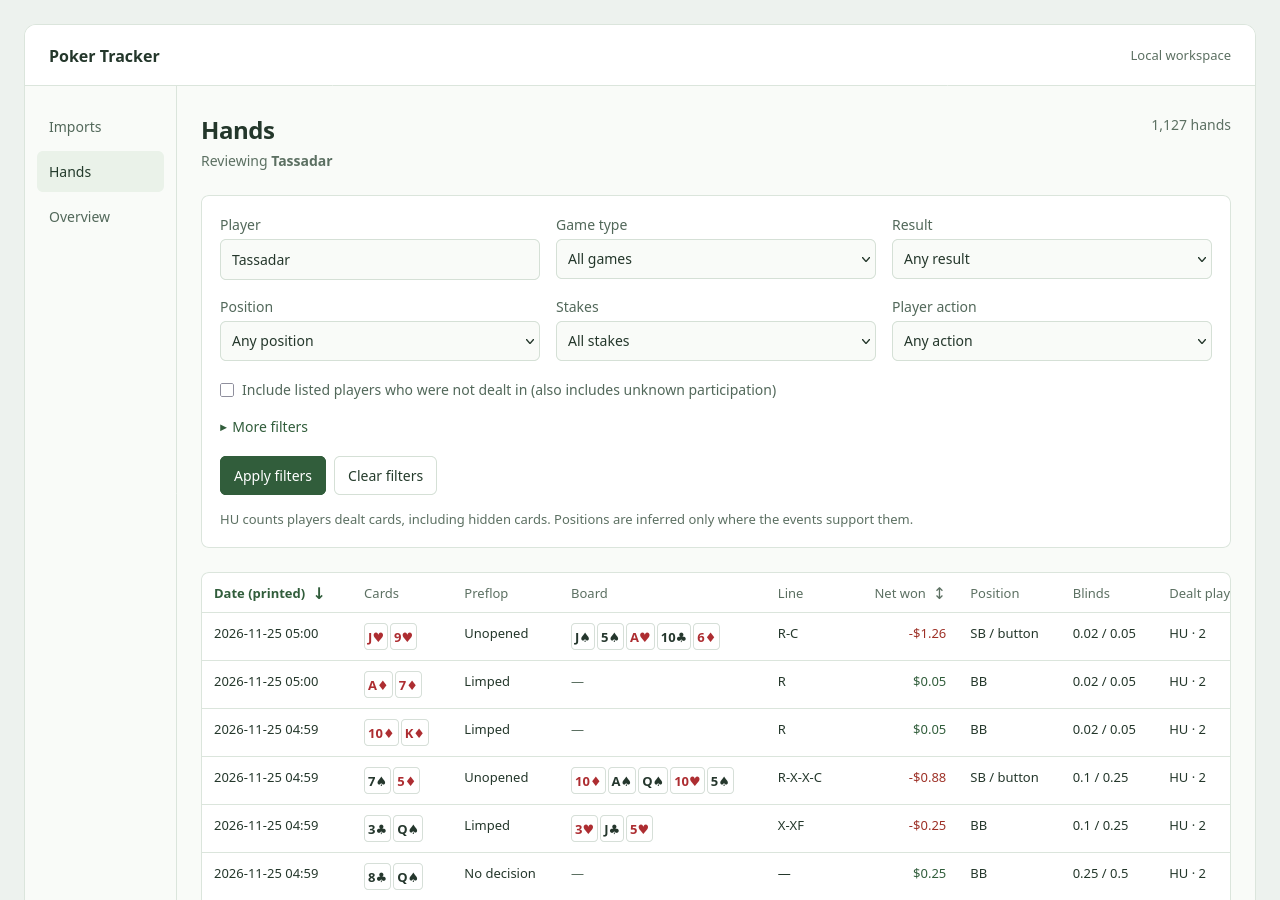 Poker Tracker
Local workspace
Imports
Hands
Overview
Hands
1,127 hands
Reviewing Tassadar
Player Game type Result
Tassadar All games Any result
Position Stakes Player action
Any position All stakes Any action
Include listed players who were not dealt in (also includes unknown participation)
▸ More filters
Apply filters Clear filters
HU counts players dealt cards, including hidden cards. Positions are inferred only where the events support them.
Date (printed) ↓ Cards Preflop Board Line Net won ↕ Position Blinds Dealt play
2026-11-25 05:00 J♥ 9♥ Unopened J♠ 5♠ A♥ 10♣ 6♦ R-C -$1.26 SB / button 0.02 / 0.05 HU · 2
2026-11-25 05:00 A♦ 7♦ Limped — R $0.05 BB 0.02 / 0.05 HU · 2
2026-11-25 04:59 10♦ K♦ Limped — R $0.05 BB 0.02 / 0.05 HU · 2
2026-11-25 04:59 7♠ 5♦ Unopened 10♦ A♠ Q♠ 10♥ 5♠ R-X-X-C -$0.88 SB / button 0.1 / 0.25 HU · 2
2026-11-25 04:59 3♣ Q♠ Limped 3♥ J♣ 5♥ X-XF -$0.25 BB 0.1 / 0.25 HU · 2
2026-11-25 04:59 8♣ Q♠ No decision — — $0.25 BB 0.25 / 0.5 HU · 2